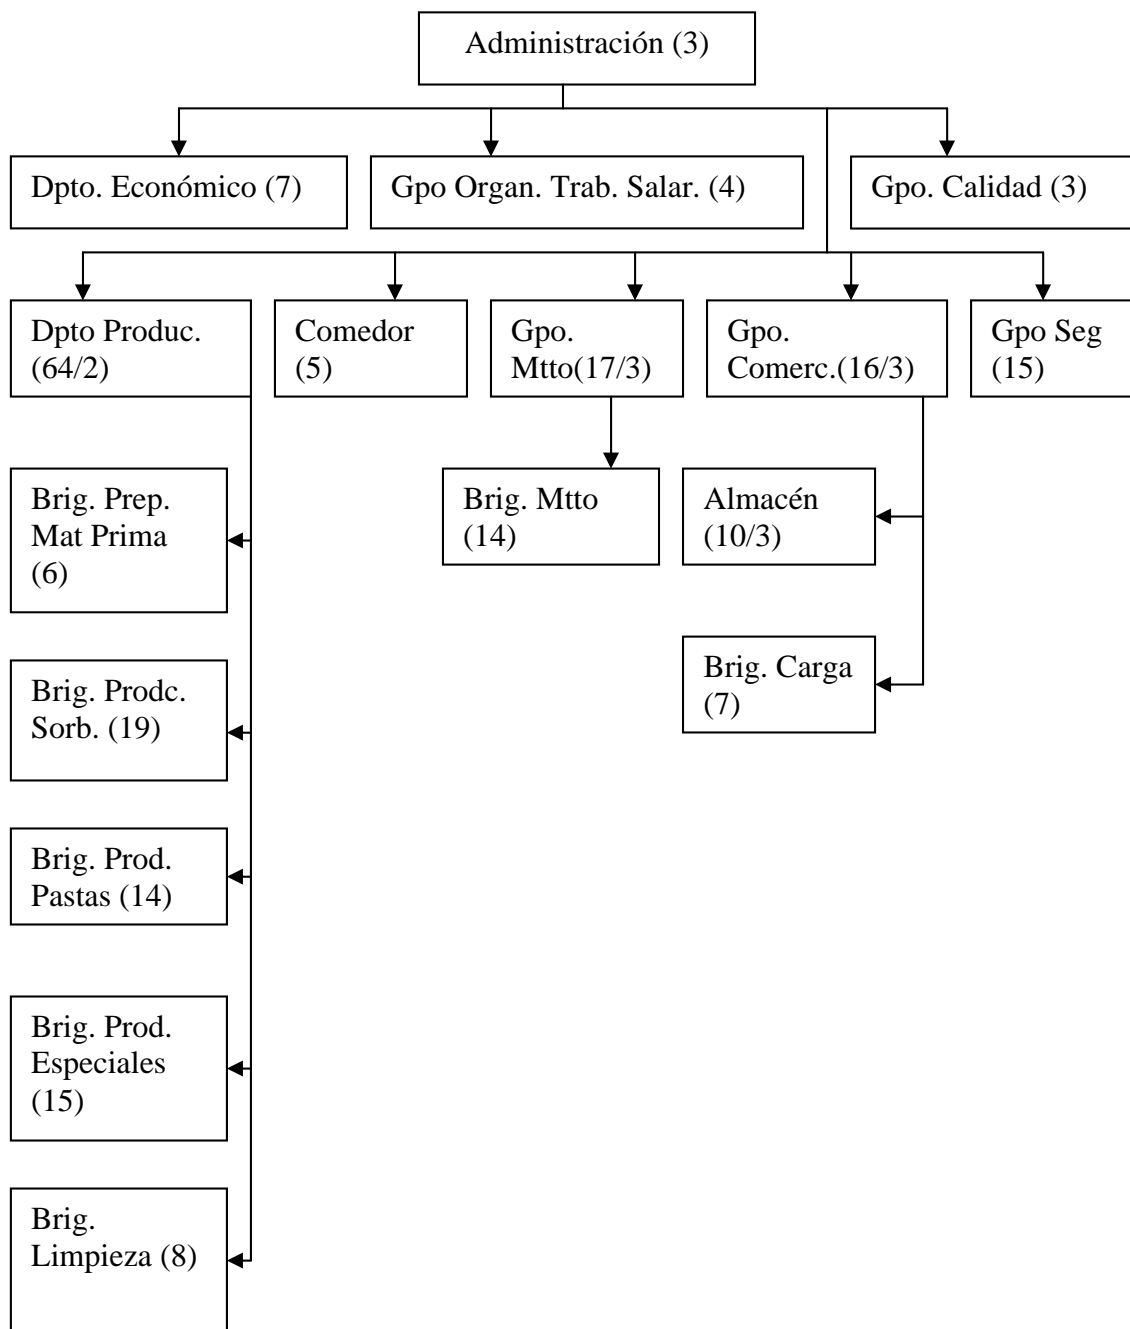 Administración (3)
Dpto. Económico (7)
Gpo Organ. Trab. Salar. (4)
Gpo. Calidad (3)
Dpto Produc.
(64/2)
Comedor
(5)
Gpo.
Mtto(17/3)
Gpo.
Comerc.(16/3)
Gpo Seg
(15)
Brig. Prep.
Mat Prima
(6)
Brig. Mtto
(14)
Almacén
(10/3)
Brig. Prodc.
Sorb. (19)
Brig. Carga
(7)
Brig. Prod.
Pastas (14)
Brig. Prod.
Especiales
(15)
Brig.
Limpieza (8)